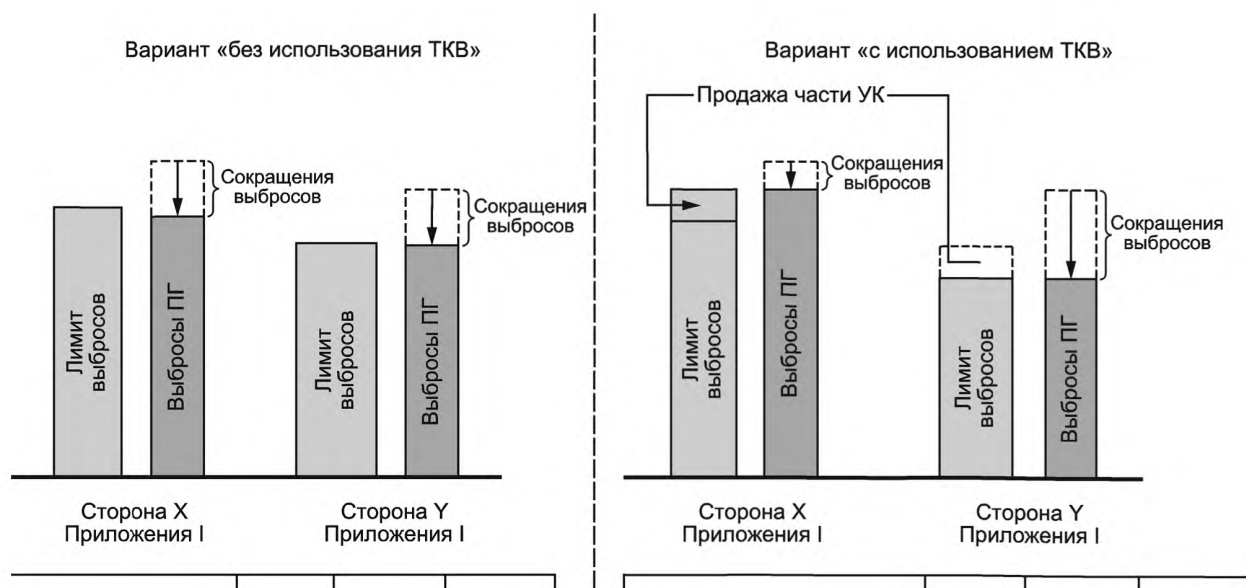 Вариант «без использования ТКВ»
Сокращения
выбросов
Сокращения
выбросов
Лимит
выбросов
Выбросы ПГ
Лимит
выбросов
Выбросы ПГ
Сторона X
Приложения I
Сторона Y
Приложения I
Вариант «с использованием ТКВ»
Продажа части УК
Сокращения
выбросов
Сокращения
выбросов
Лимит
выбросов
Выбросы ПГ
Лимит
выбросов
Выбросы ПГ
Сторона X
Приложения I
Сторона Y
Приложения I